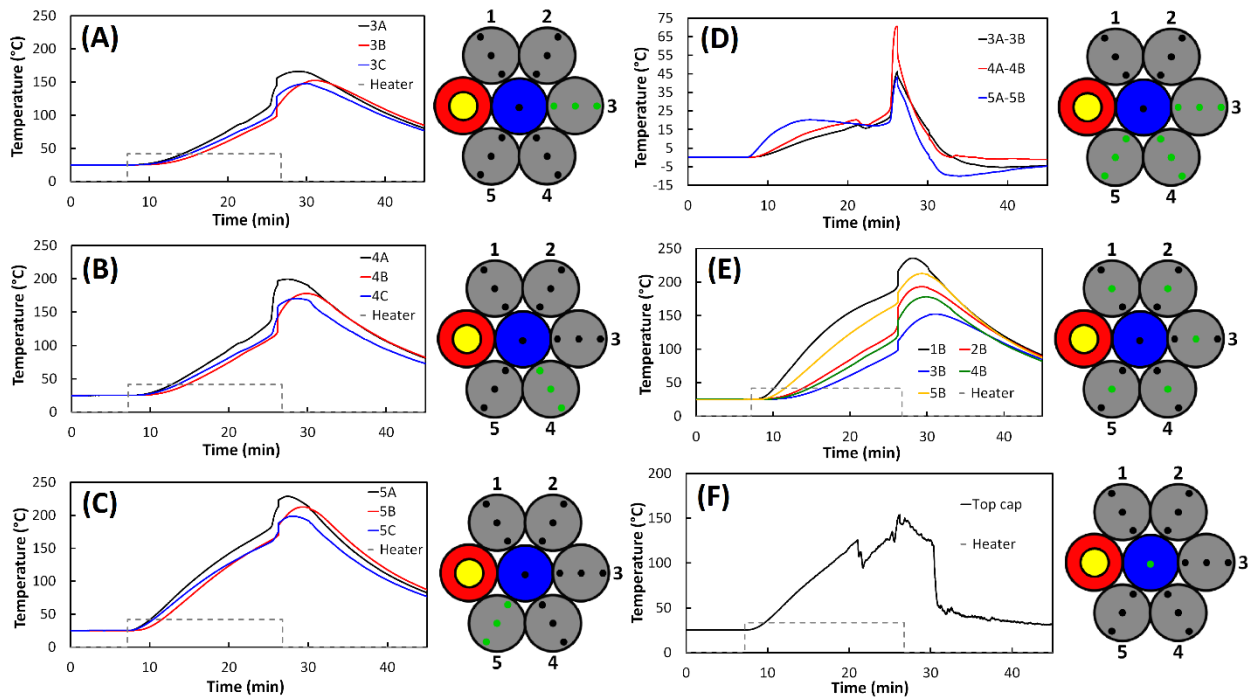 (A)
Temperature (°C)
250
200
150
100
50
0
0 10 20 30 40
Time (min)
3A
3B
3C
Heater
1 2
3
5 4
(B)
Temperature (°C)
250
200
150
100
50
0
0 10 20 30 40
Time (min)
4A
4B
4C
Heater
1 2
3
5 4
(C)
Temperature (°C)
250
200
150
100
50
0
0 10 20 30 40
Time (min)
5A
5B
5C
Heater
1 2
3
5 4
(D)
Temperature (°C)
75
65
55
45
35
25
15
5
-5
-15
0 10 20 30 40
Time (min)
3A-3B
4A-4B
5A-5B
1 2
3
5 4
(E)
Temperature (°C)
250
200
150
100
50
0
0 10 20 30 40
Time (min)
1B 2B
3B 4B
5B Heater
1 2
3
5 4
(F)
Temperature (°C)
200
150
100
50
0
0 10 20 30 40
Time (min)
Top cap
Heater
1 2
3
5 4